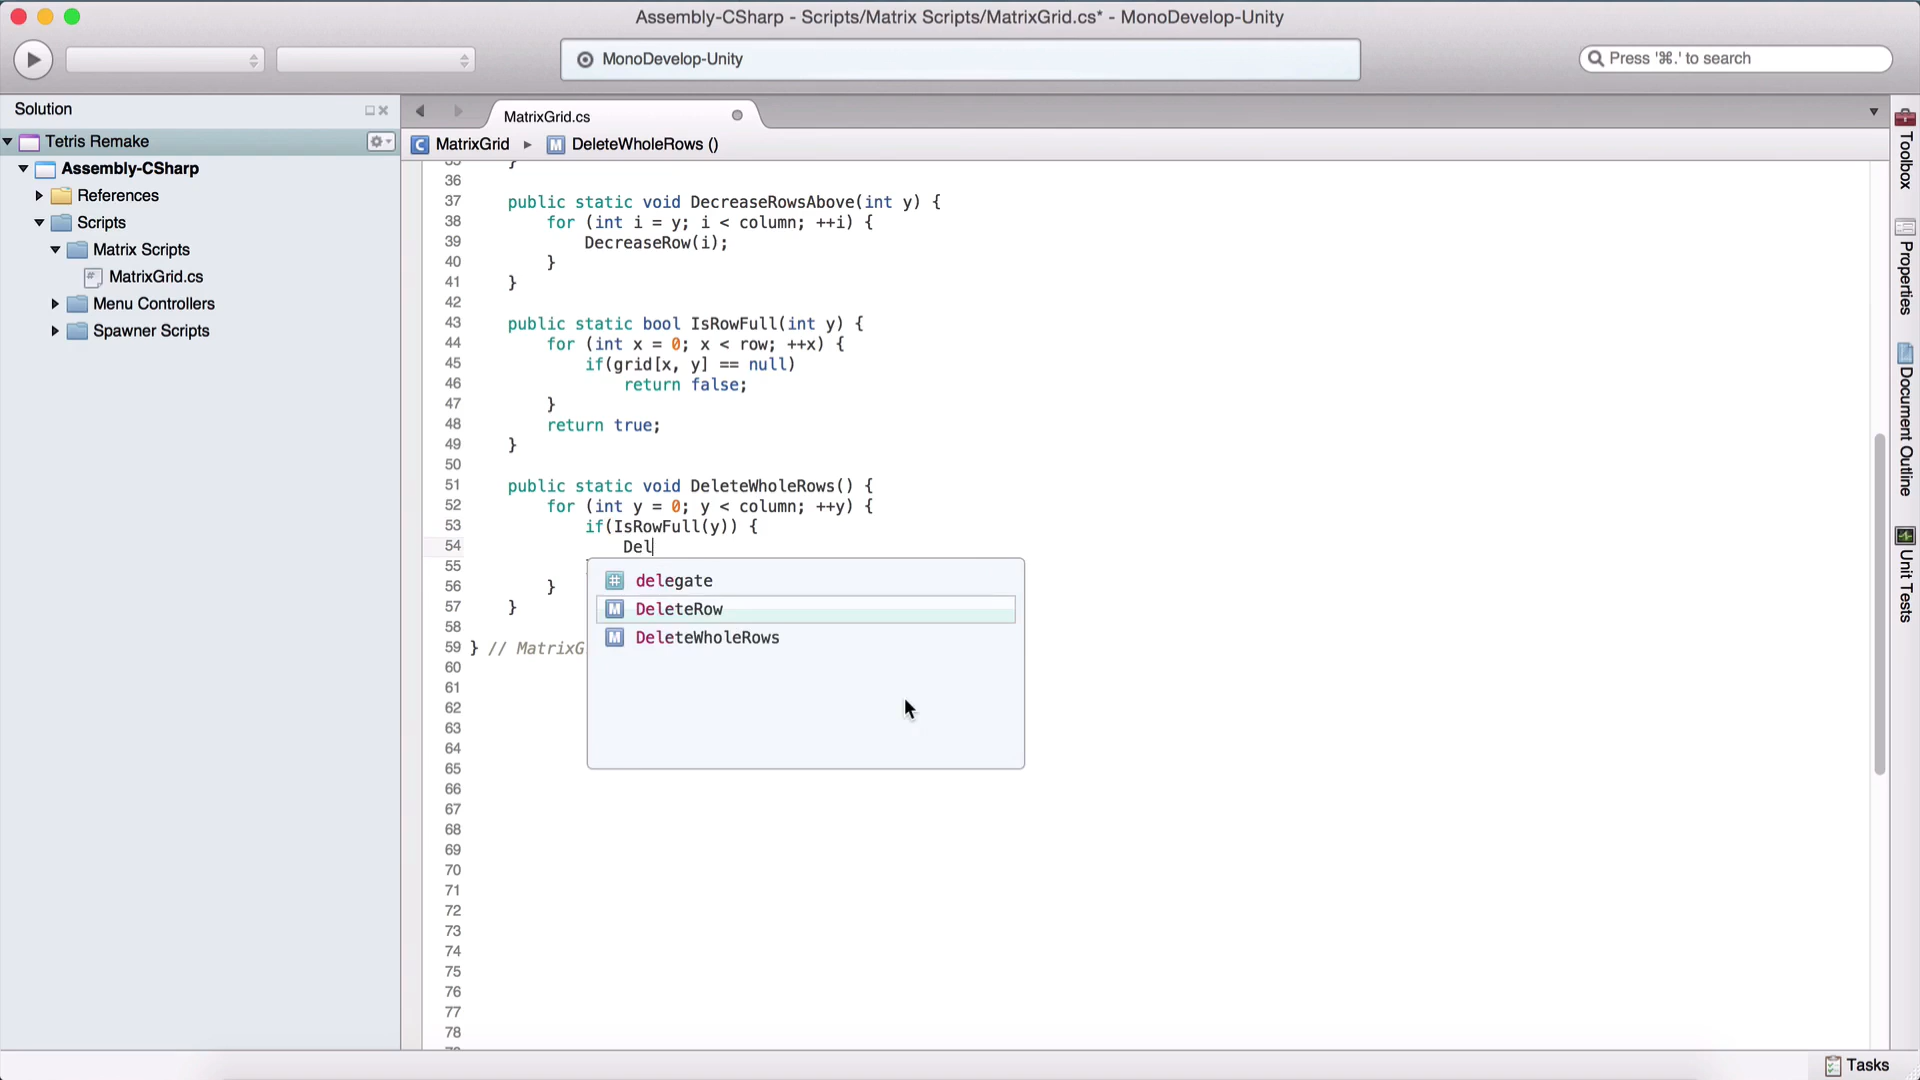 Assembly-CSharp - Scripts/Matrix Scripts/MatrixGrid.cs* - MonoDevelop-Unity
MonoDevelop-Unity
Press '⌘.' to search
Solution
Tetris Remake
Assembly-CSharp
References
Scripts
Matrix Scripts
MatrixGrid.cs
Menu Controllers
Spawner Scripts
MatrixGrid.cs
MatrixGrid ▸ DeleteWholeRows ()
35 }
36
37 public static void DecreaseRowsAbove(int y) {
38 for (int i = y; i < column; ++i) {
39 DecreaseRow(i);
40 }
41 }
42
43 public static bool IsRowFull(int y) {
44 for (int x = 0; x < row; ++x) {
45 if(grid[x, y] == null)
46 return false;
47 }
48 return true;
49 }
50
51 public static void DeleteWholeRows() {
52 for (int y = 0; y < column; ++y) {
53 if(IsRowFull(y)) {
54 Del
55
56 }
57 }
58
59 } // MatrixG
60
61
62
63
64
65
66
67
68
69
70
71
72
73
74
75
76
77
78
delegate
DeleteRow
DeleteWholeRows
Toolbox
Properties
Document Outline
Unit Tests
Tasks